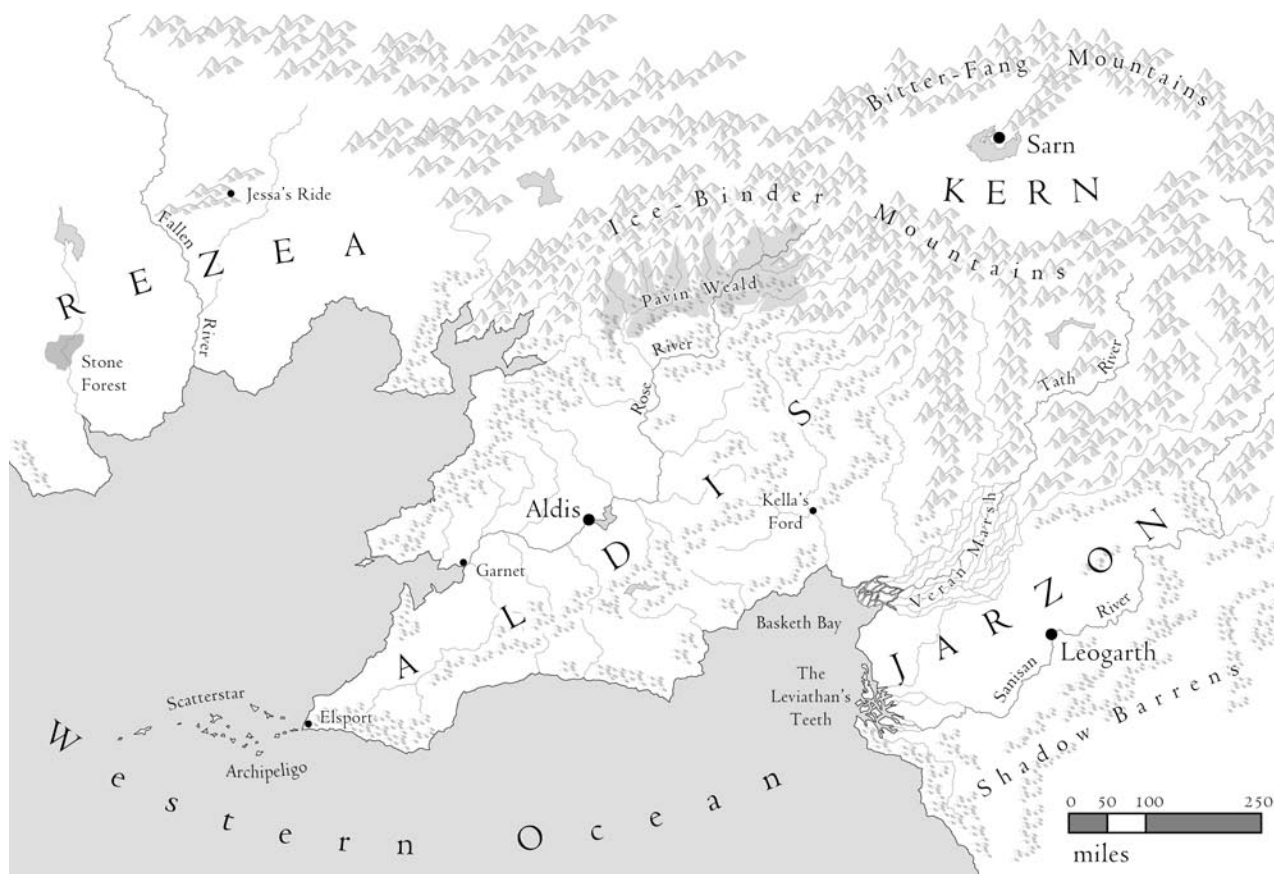 Bitter-Fang Mountains
Sarn
KERN
Jessa's Ride
Ice-Binder Mountains
Fallen River
REZEA
Pavin Weald
Stone
Forest
Rose River
Tath River
ALDIS
Aldis
Kella's
Ford
Garnet
Veran Marsh
JARZON
Basketh Bay
Leogarth
Sanisan River
The
Leviathan's
Teeth
Shadow Barrens
Scatterstar
Archipeligo
Elsport
Western Ocean
0 50 100 250
miles